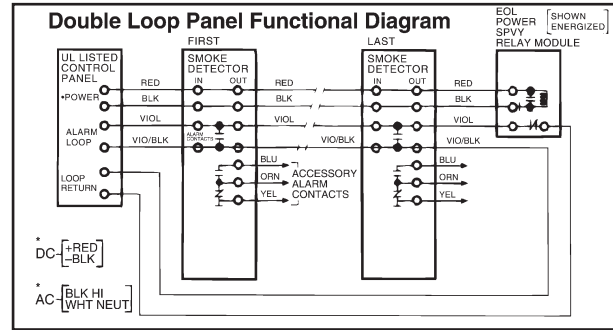 Double Loop Panel Functional Diagram
EOL
POWER
SPVY
RELAY MODULE
[SHOWN
ENERGIZED]
FIRST
LAST
UL LISTED
CONTROL
PANEL
•POWER
ALARM
LOOP
LOOP
RETURN
SMOKE
DETECTOR
IN OUT
ALARM
CONTACTS
SMOKE
DETECTOR
IN OUT
RED
RED
RED
BLK
BLK
BLK
VIOL
VIOL
VIOL
VIO/BLK
VIO/BLK
VIO/BLK
BLU
ORN
YEL
ACCESSORY
ALARM
CONTACTS
BLU
ORN
YEL
*
DC-[+RED
–BLK]
*
AC-[BLK HI
WHT NEUT]